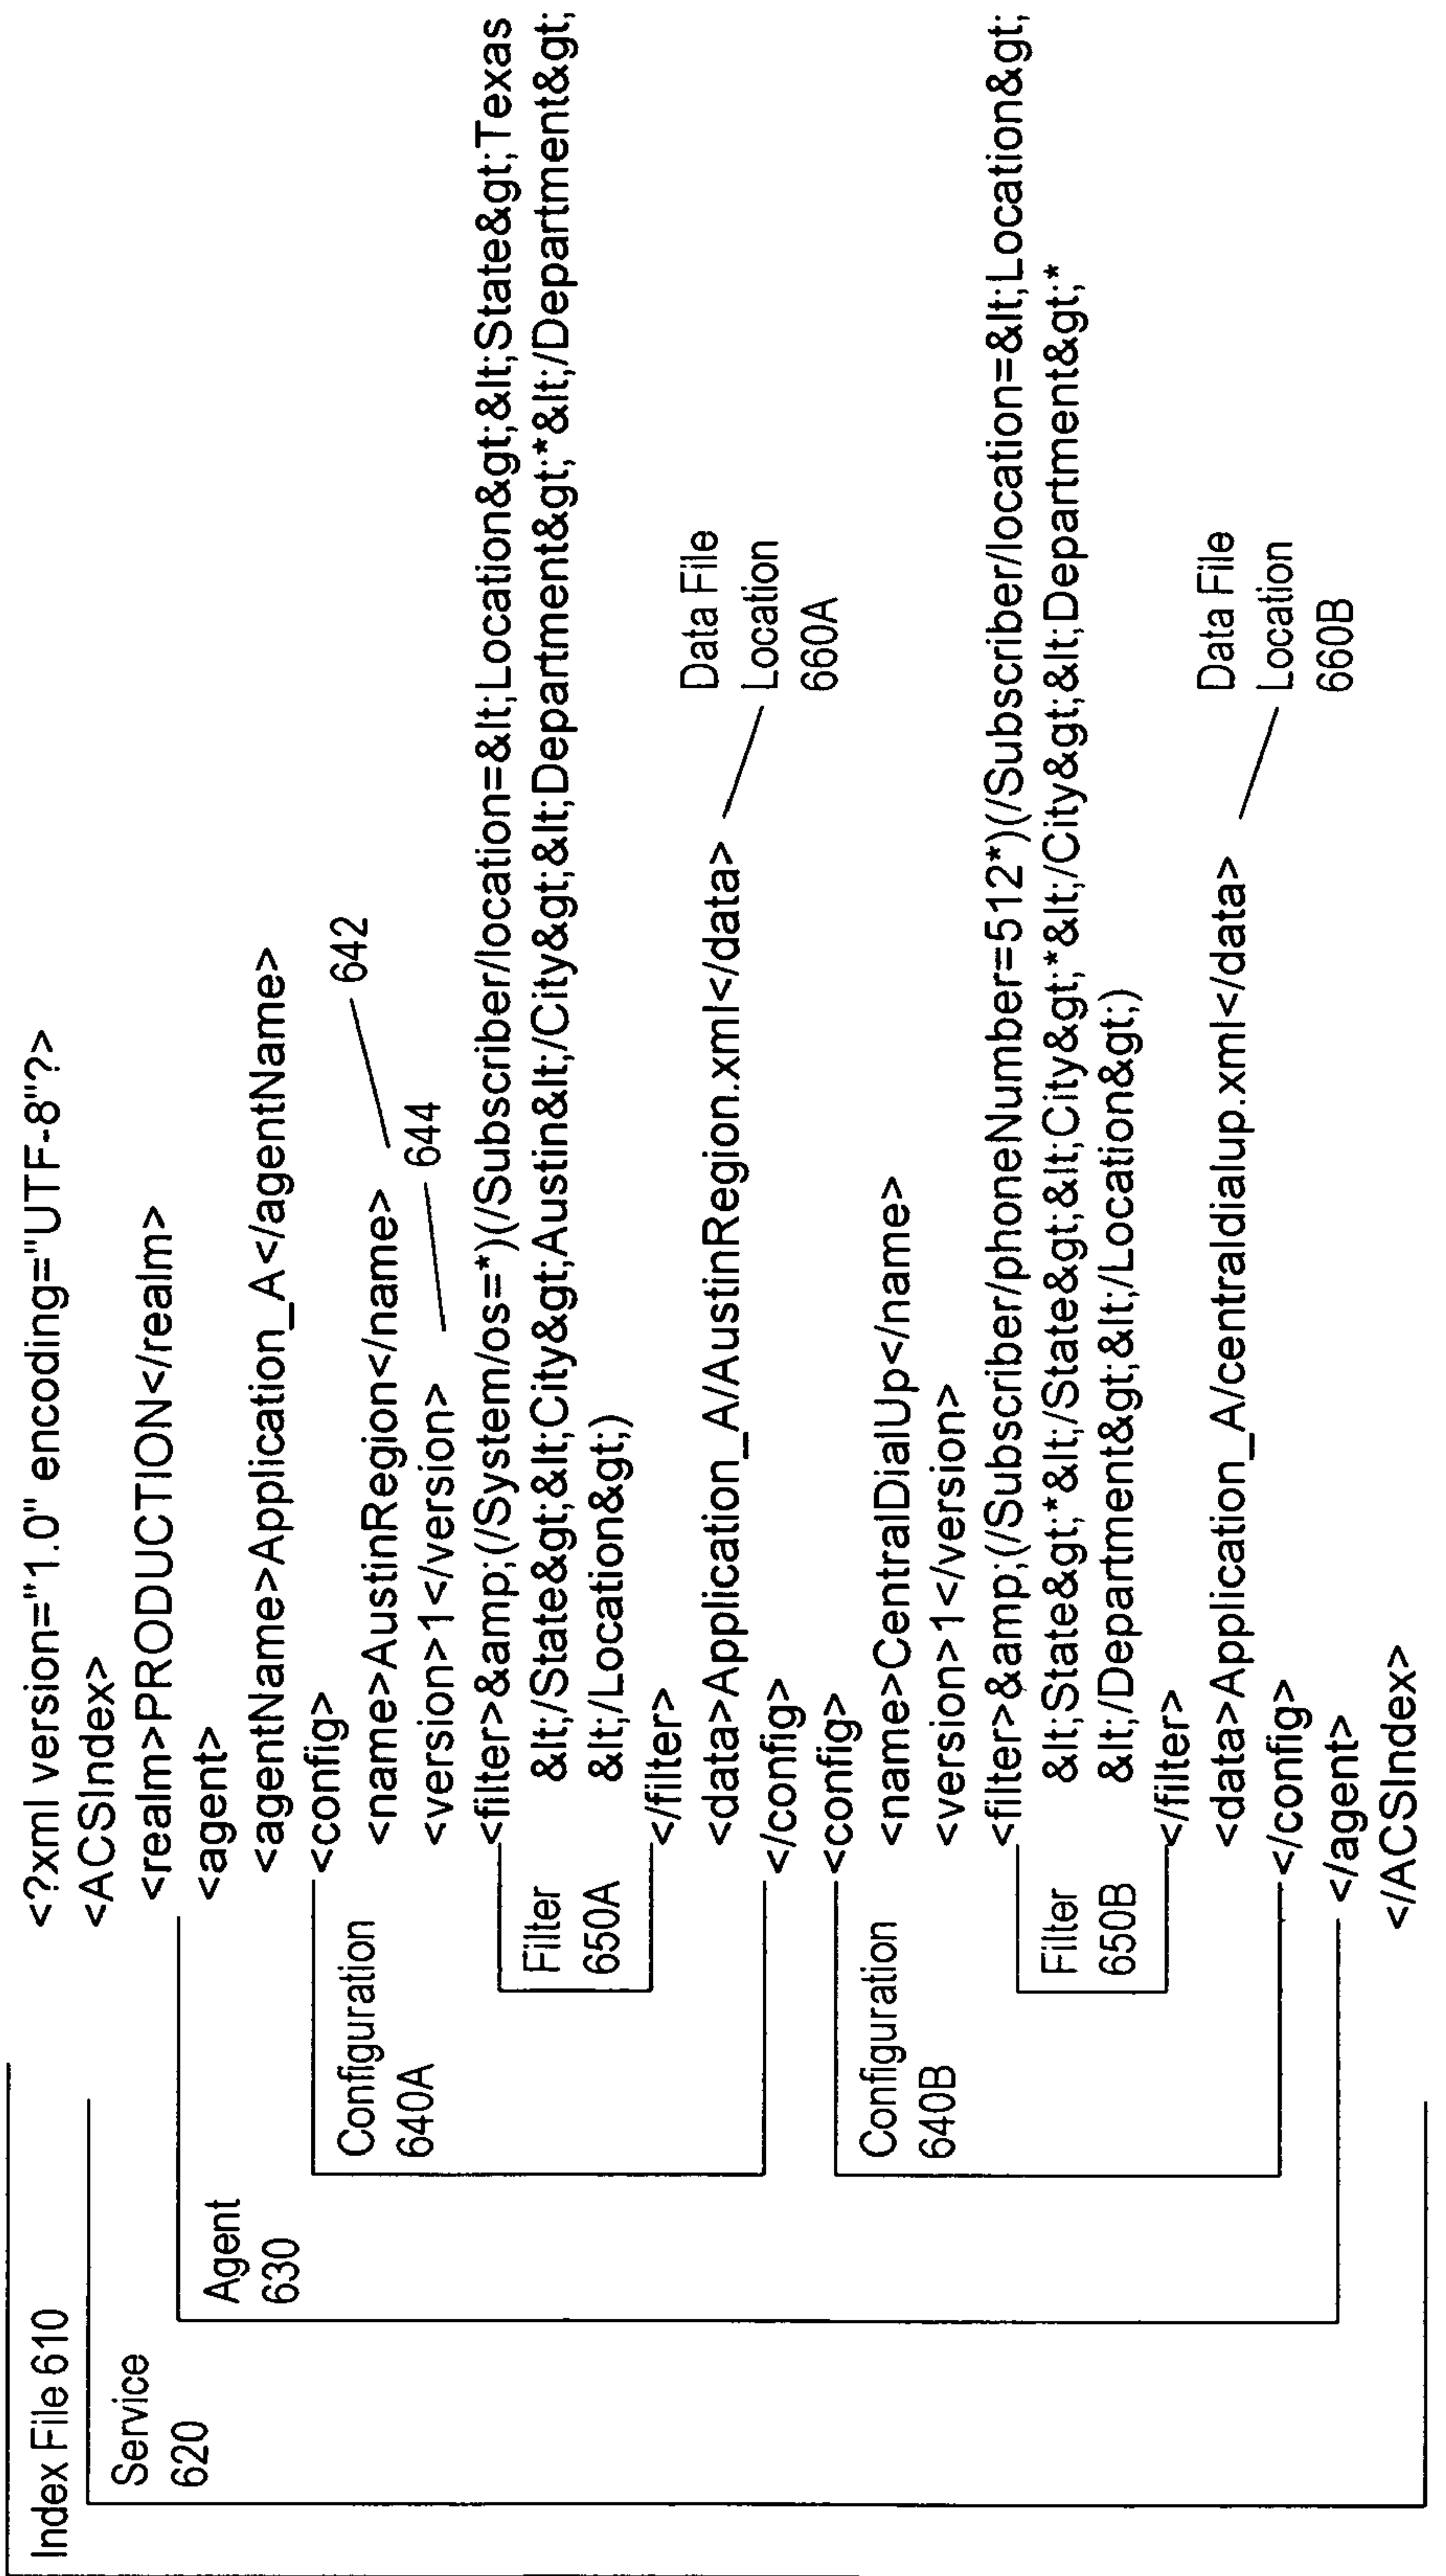 Index File 610
<?xml version="1.0" encoding="UTF-8"?>
<ACSIndex>
Service
620
<realm>PRODUCTION</realm>
<agent>
Agent
630
<agentName>Application_A</agentName>
<config>
642
Configuration
640A
<name>AustinRegion</name>
644
<version>1</version>
<filter>&amp;(/System/os=*)(/Subscriber/location=&lt;Location&gt;&lt;State&gt;Texas
&lt;/State&gt;&lt;City&gt;Austin&lt;/City&gt;&lt;Department&gt;*&lt;/Department&gt;
&lt;/Location&gt;)
Filter
650A
</filter>
<data>Application_A/AustinRegion.xml</data>
Data File
Location
660A
</config>
<config>
Configuration
640B
<name>CentralDialUp</name>
<version>1</version>
<filter>&amp;(/Subscriber/phoneNumber=512*)(/Subscriber/location=&lt;Location&gt;
&lt;State&gt;*&lt;/State&gt;&lt;City&gt;*&lt;/City&gt;&lt;Department&gt;*
&lt;/Department&gt;&lt;/Location&gt;)
Filter
650B
</filter>
<data>Application_A/centraldialup.xml</data>
Data File
Location
660B
</config>
</agent>
</ACSIndex>